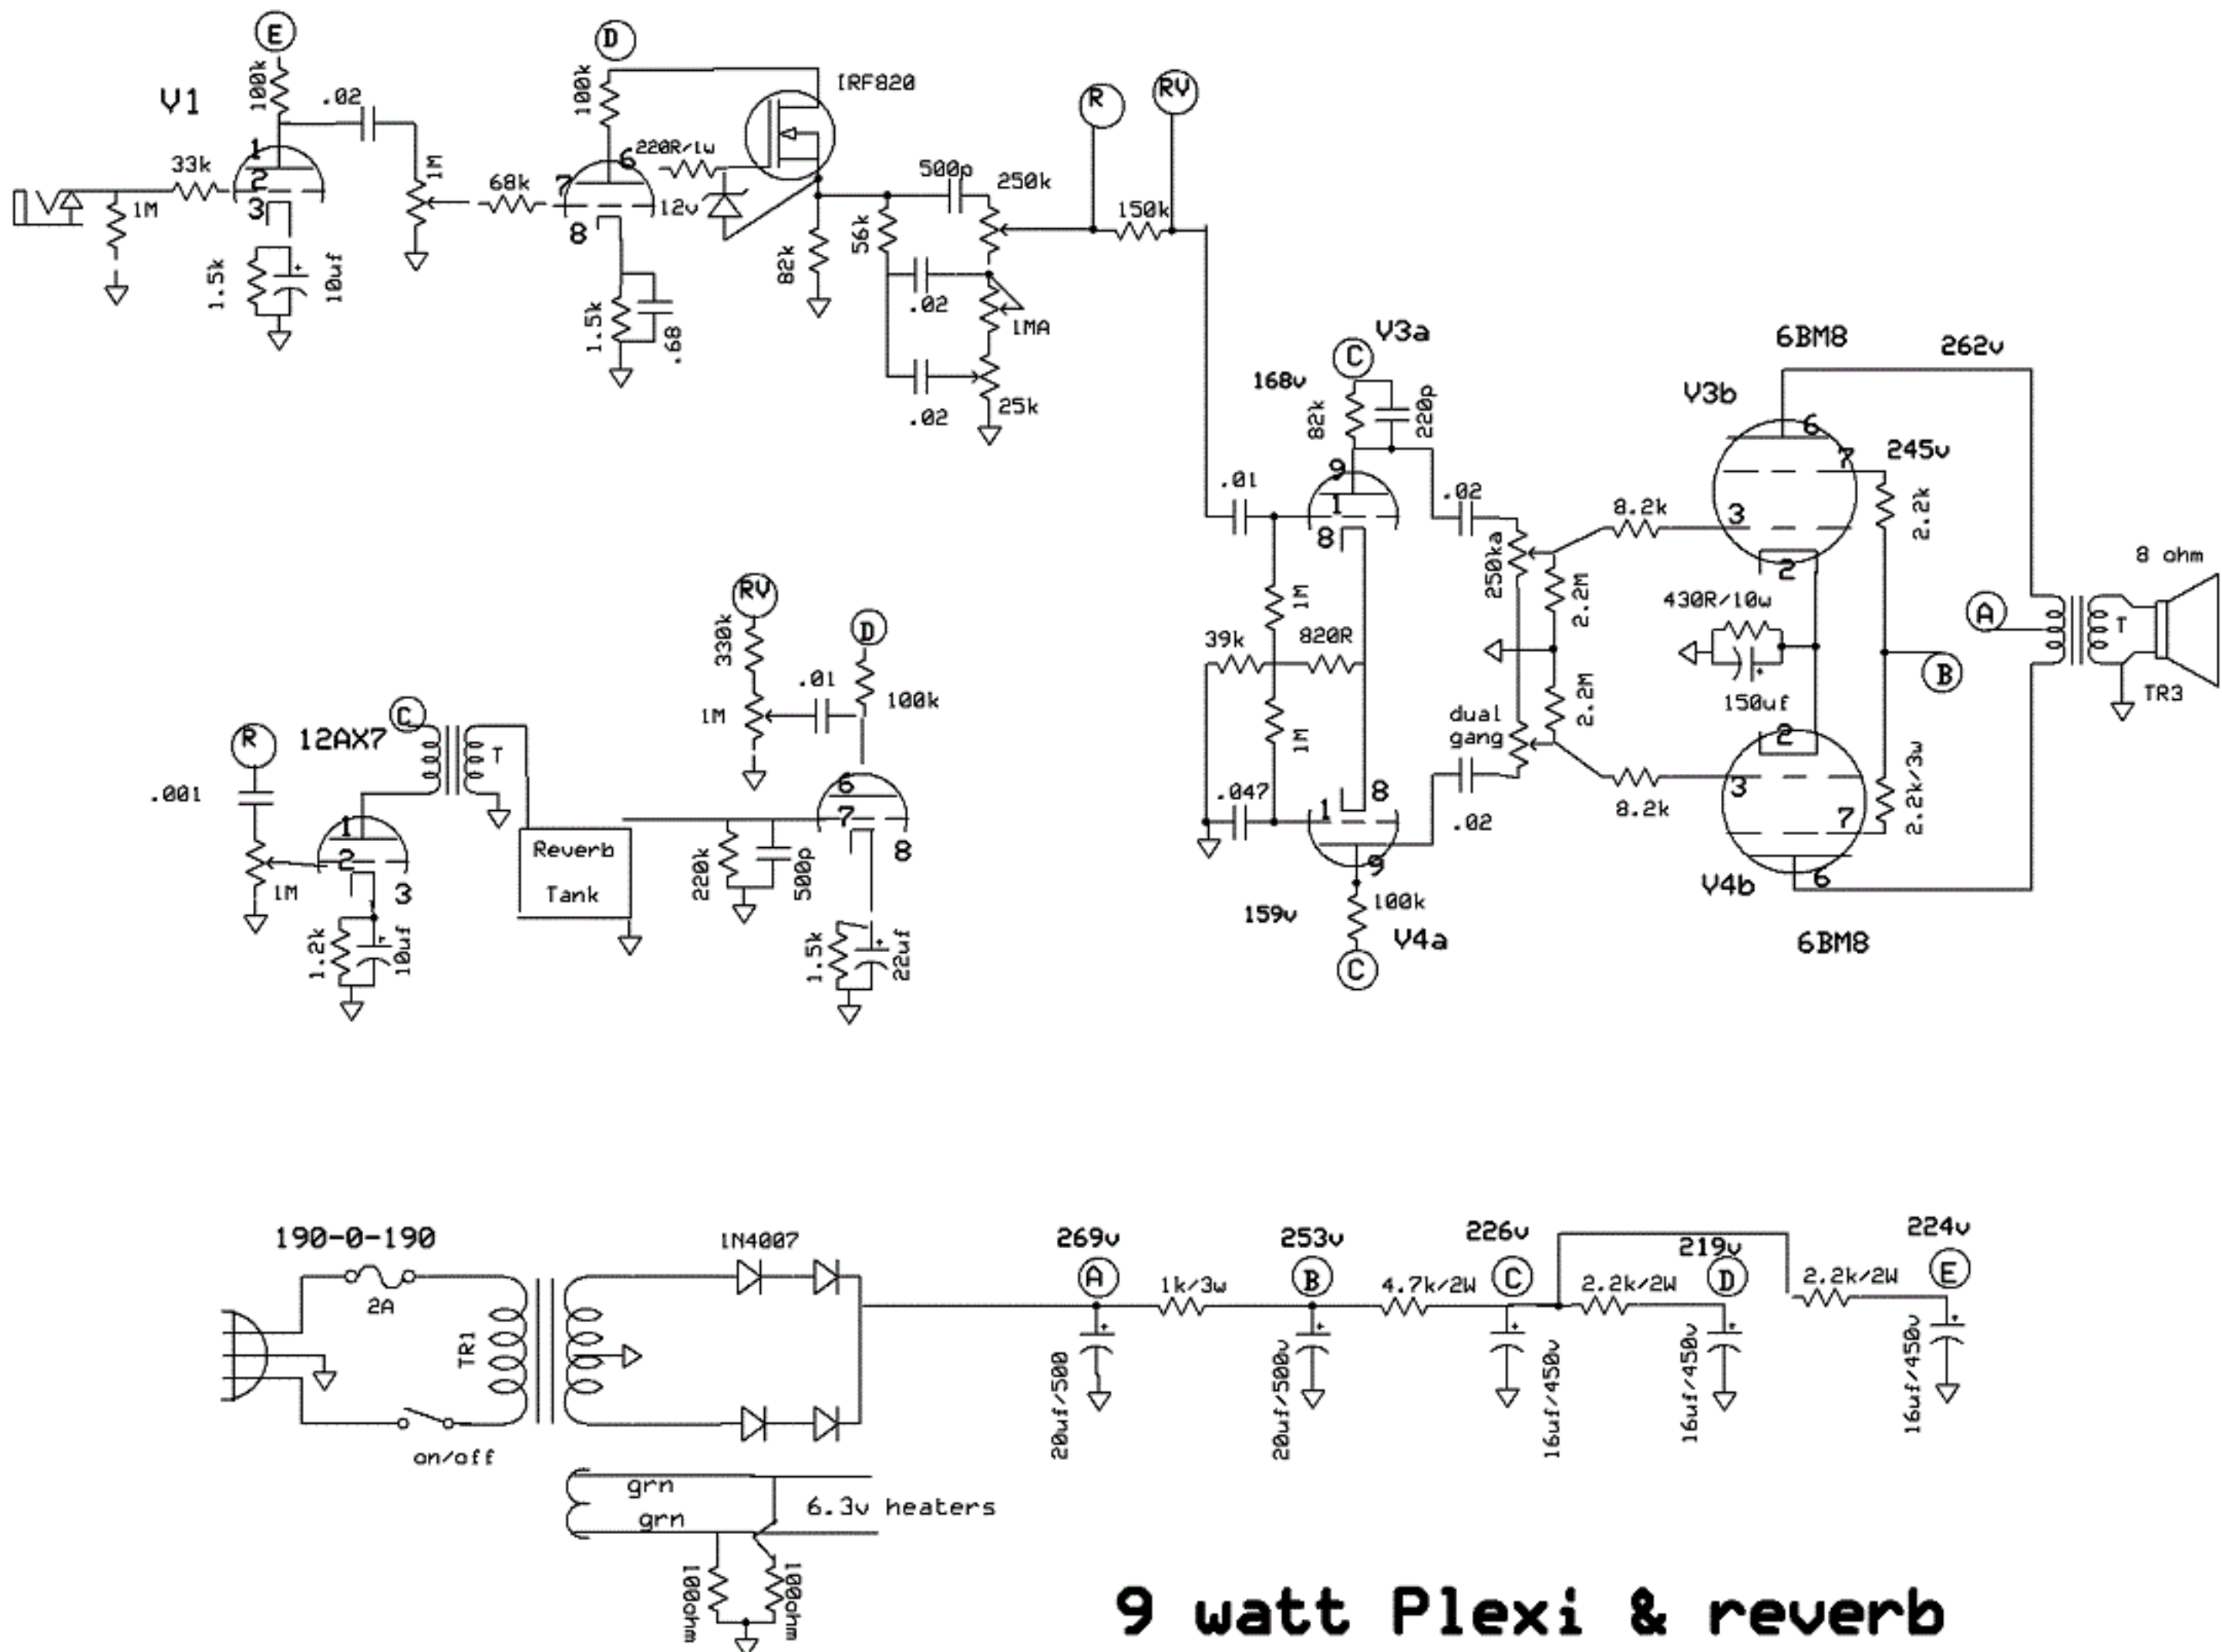 E
D
V1
100k
.02
100k
IRF820
R
RV
1
2
3
33k
1M
1M
68k
6
7
8
220R/1w
12v
500p
250k
150k
1.5k
10uf
1.5k
.68
82k
56k
.02
1MA
.02
25k
V3a
C
168v
82k
220p
6BM8
262v
V3b
6
7
245v
9
1
8
.01
.02
8.2k
3
2.2k
250ka
2
8 ohm
2.2M
430R/10w
A
T
1M
39k
820R
RV
D
330k
.01
100k
1M
B
TR3
150uf
2.2M
dual
gang
1M
2
C
R
12AX7
T
.001
1
2
3
1M
Reverb
Tank
6
7
8
220k
500p
.047
1
8
9
.02
8.2k
3
7
2.2k/3w
6
V4b
1.2k
10uf
1.5k
22uf
159v
100k
V4a
C
6BM8
190-0-190
1N4007
269v
253v
226v
219v
224v
2A
A
1k/3w
B
4.7k/2W
C
2.2k/2W
D
2.2k/2W
E
TR1
20uf/500
20uf/500v
16uf/450v
16uf/450v
16uf/450v
on/off
grn
6.3v heaters
grn
100ohm
100ohm
9 watt Plexi & reverb